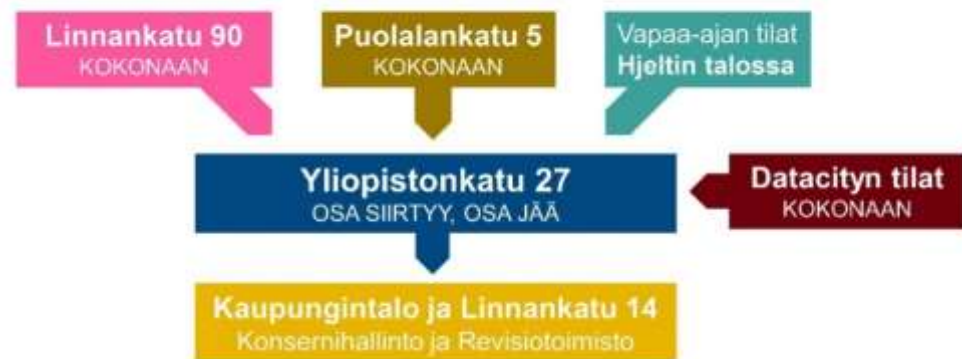 Linnankatu 90
KOKONAAN
Puolalankatu 5
KOKONAAN
Vapaa-ajan tilat
Hjeltin talossa
Yliopistonkatu 27
OSA SIIRTYY, OSA JÄÄ
Datacityn tilat
KOKONAAN
Kaupungintalo ja Linnankatu 14
Konsernihallinto ja Revisiotoimisto